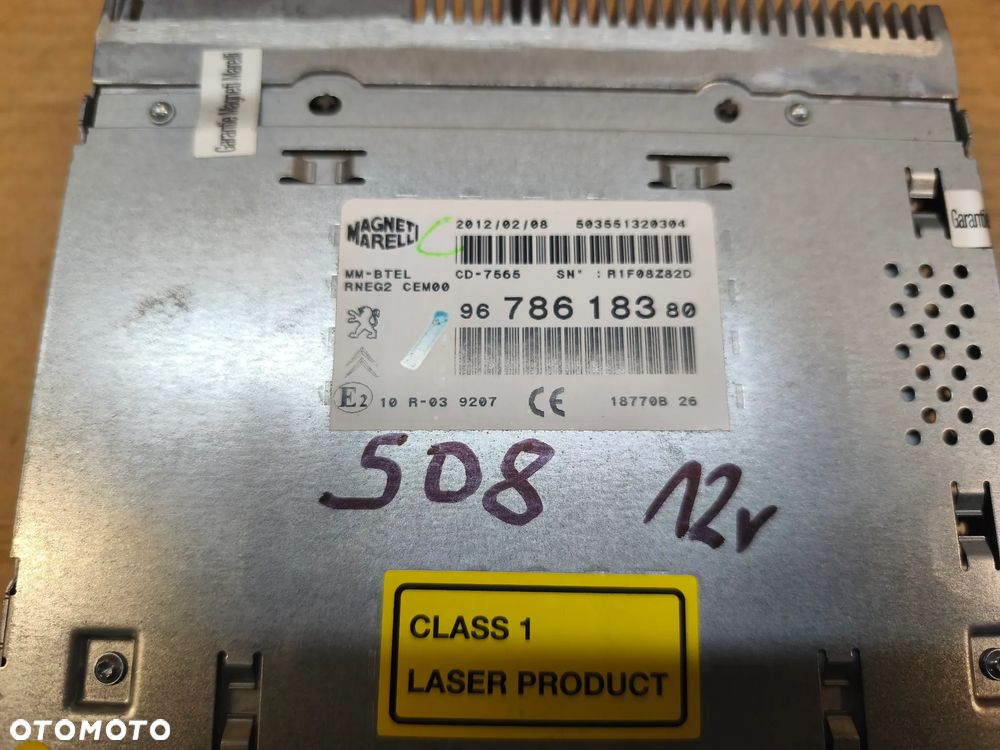 Garantie Magneti Marelli
Garantie
MAGNETI
MARELLI
2012/02/08 503551320304
MM-BTEL CD-7565 SN° : R1F08Z82D
RNEG2 CEM00
96 786 183 80
E2 10 R-03 9207 CE 18770B 26
508 12v
CLASS 1
LASER PRODUCT
OTOMOTO